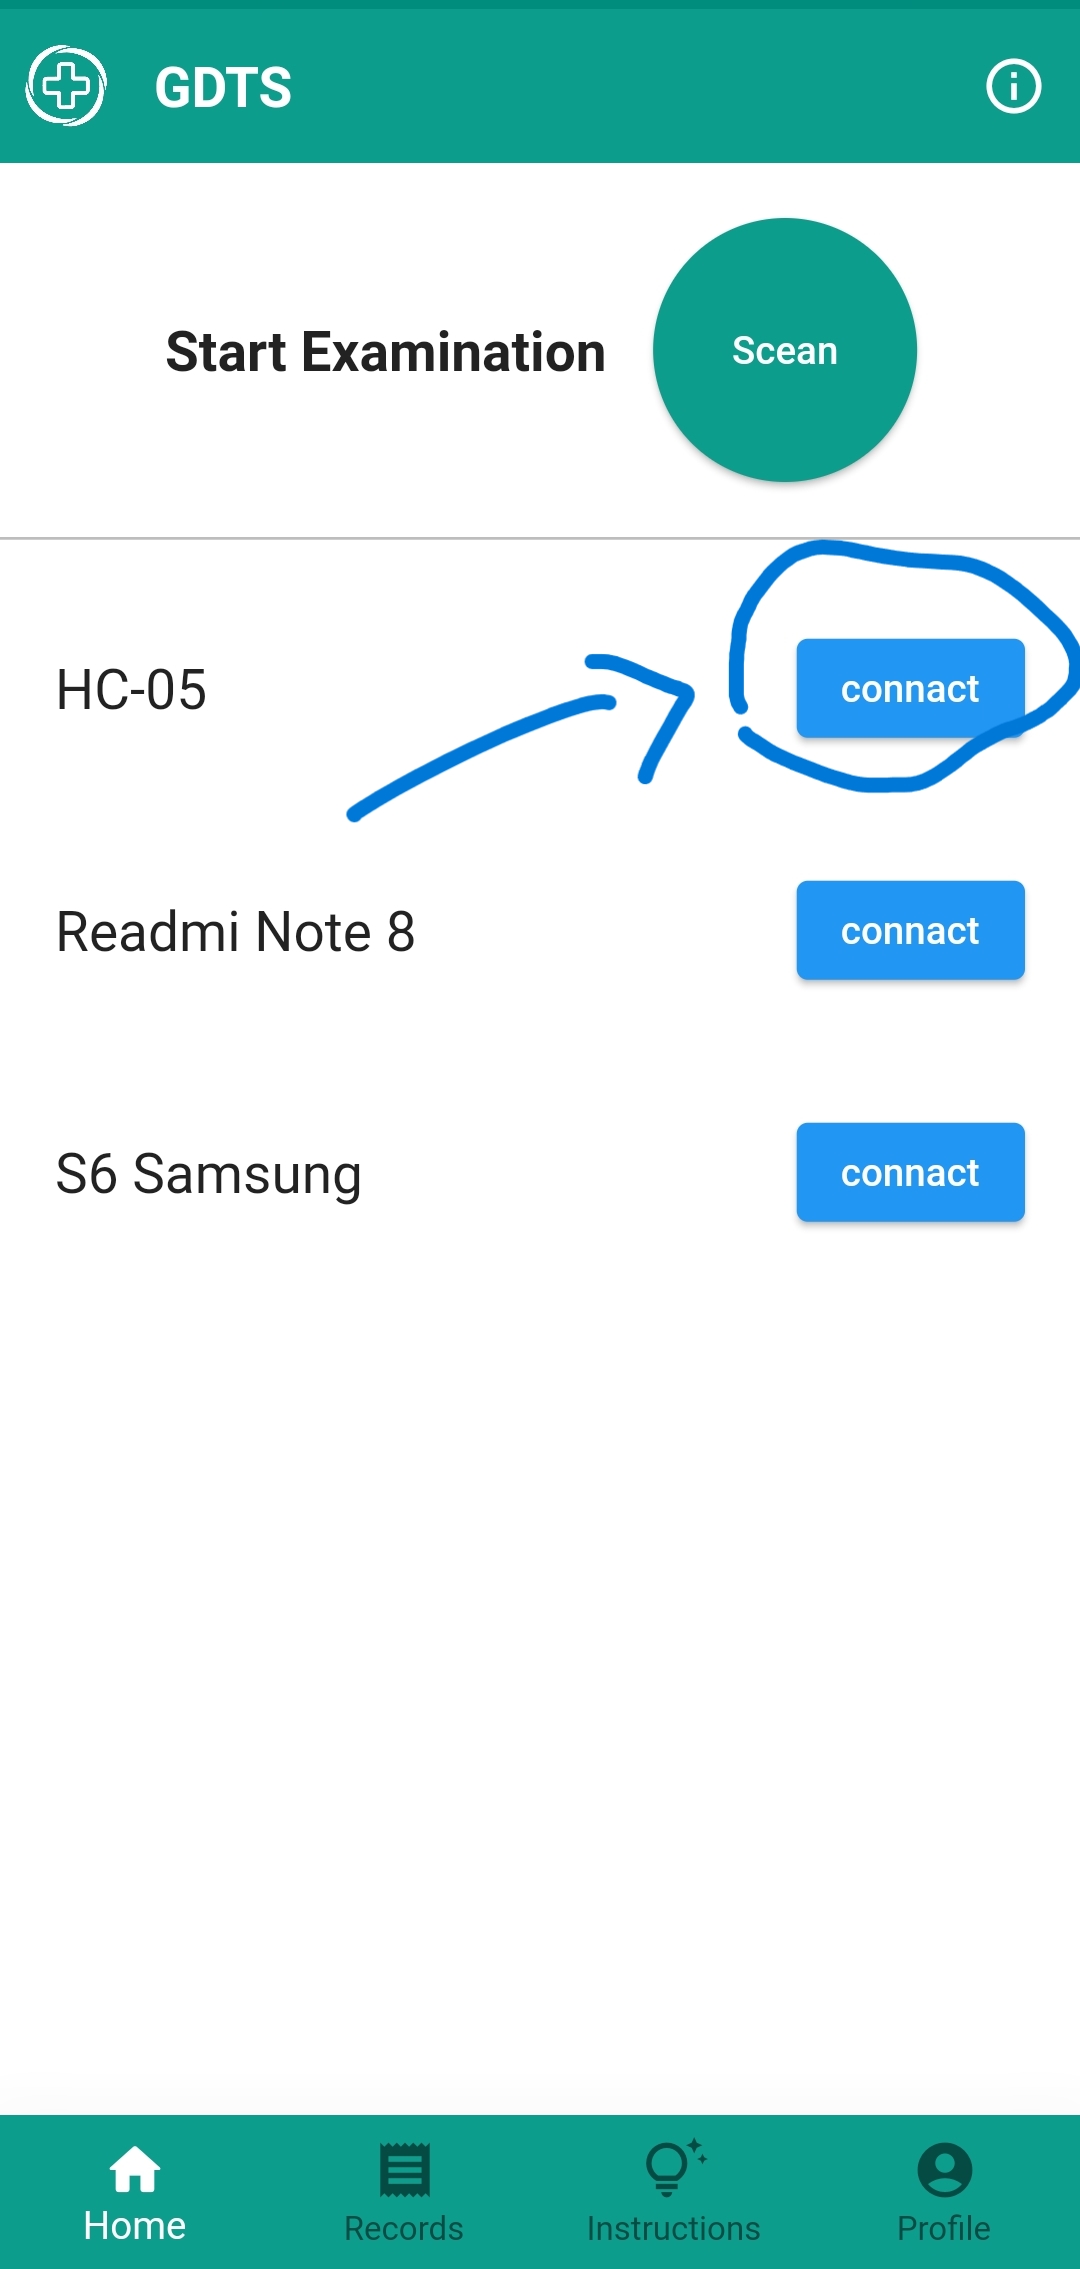 GDTS
Start Examination
Scean
HC-05
connact
Readmi Note 8
connact
S6 Samsung
connact
Home
Records
Instructions
Profile